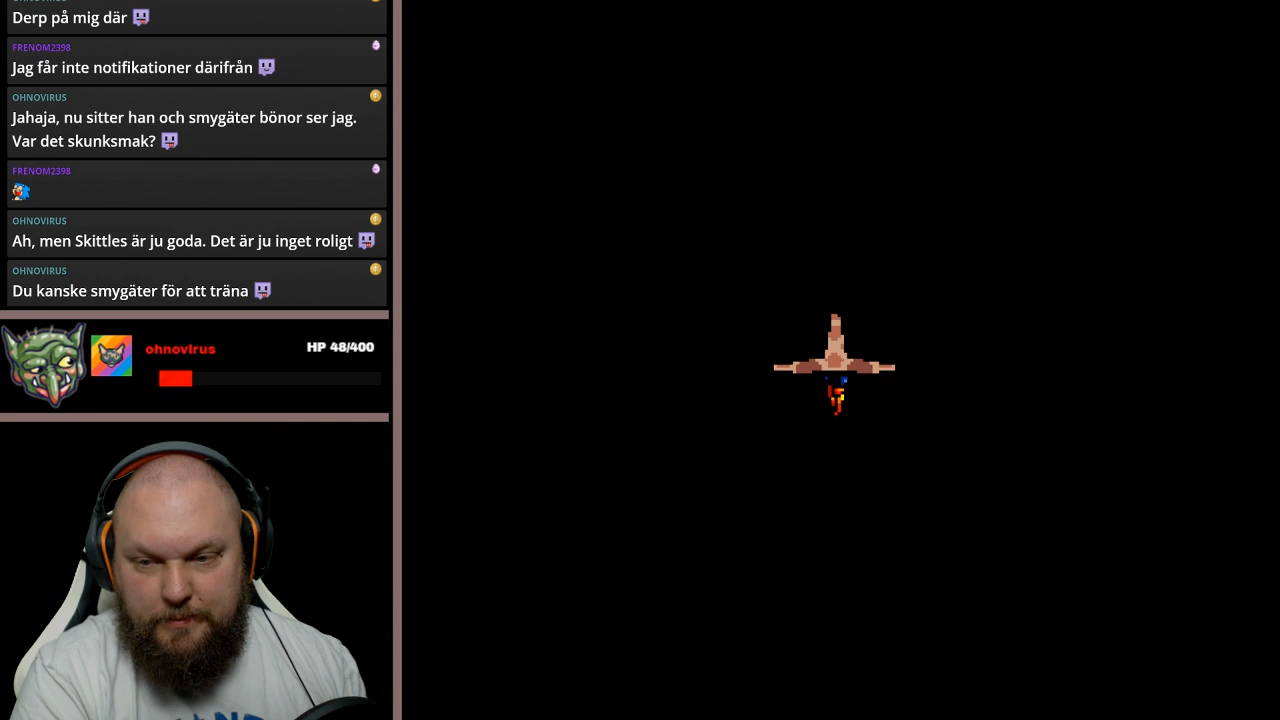 Derp på mig där
FRENOM2398
Jag får inte notifikationer därifrån
OHNOVIRUS
Jahaja, nu sitter han och smygäter bönor ser jag.
Var det skunksmak?
FRENOM2398
OHNOVIRUS
Ah, men Skittles är ju goda. Det är ju inget roligt
OHNOVIRUS
Du kanske smygäter för att träna
ohnovirus HP 48/400